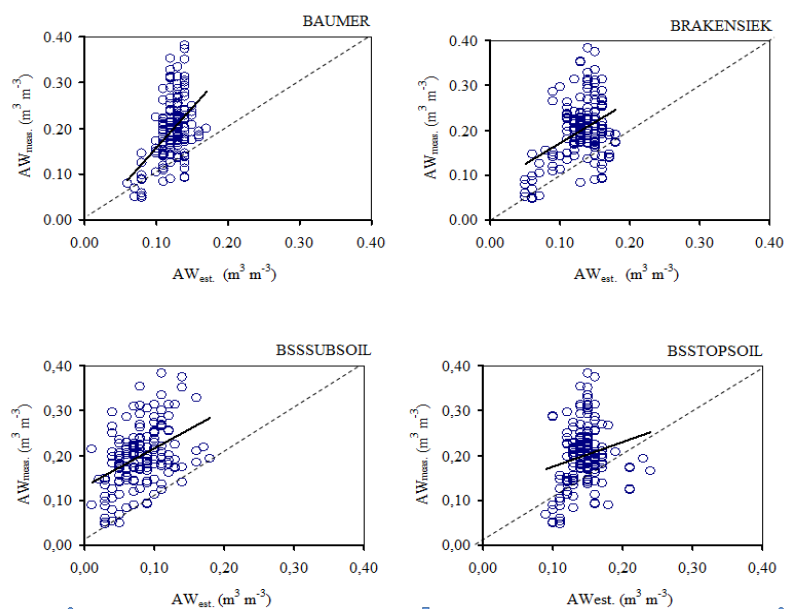 BAUMER
0.40
0.30
0.20
0.10
0.00
AWmeas. (m³ m⁻³)
0.00 0.10 0.20 0.30 0.40
AWest. (m³ m⁻³)
BRAKENSIEK
0.40
0.30
0.20
0.10
0.00
AWmeas. (m³ m⁻³)
0.00 0.10 0.20 0.30 0.40
AWest. (m³ m⁻³)
BSSSUBSOIL
0,40
0,30
0,20
0,10
0,00
AWmeas. (m³ m⁻³)
0,00 0,10 0,20 0,30 0,40
AWest. (m³ m⁻³)
BSSTOPSOIL
0,40
0,30
0,20
0,10
0,00
AWmeas. (m³ m⁻³)
0,00 0,10 0,20 0,30 0,40
AWest. (m³ m⁻³)